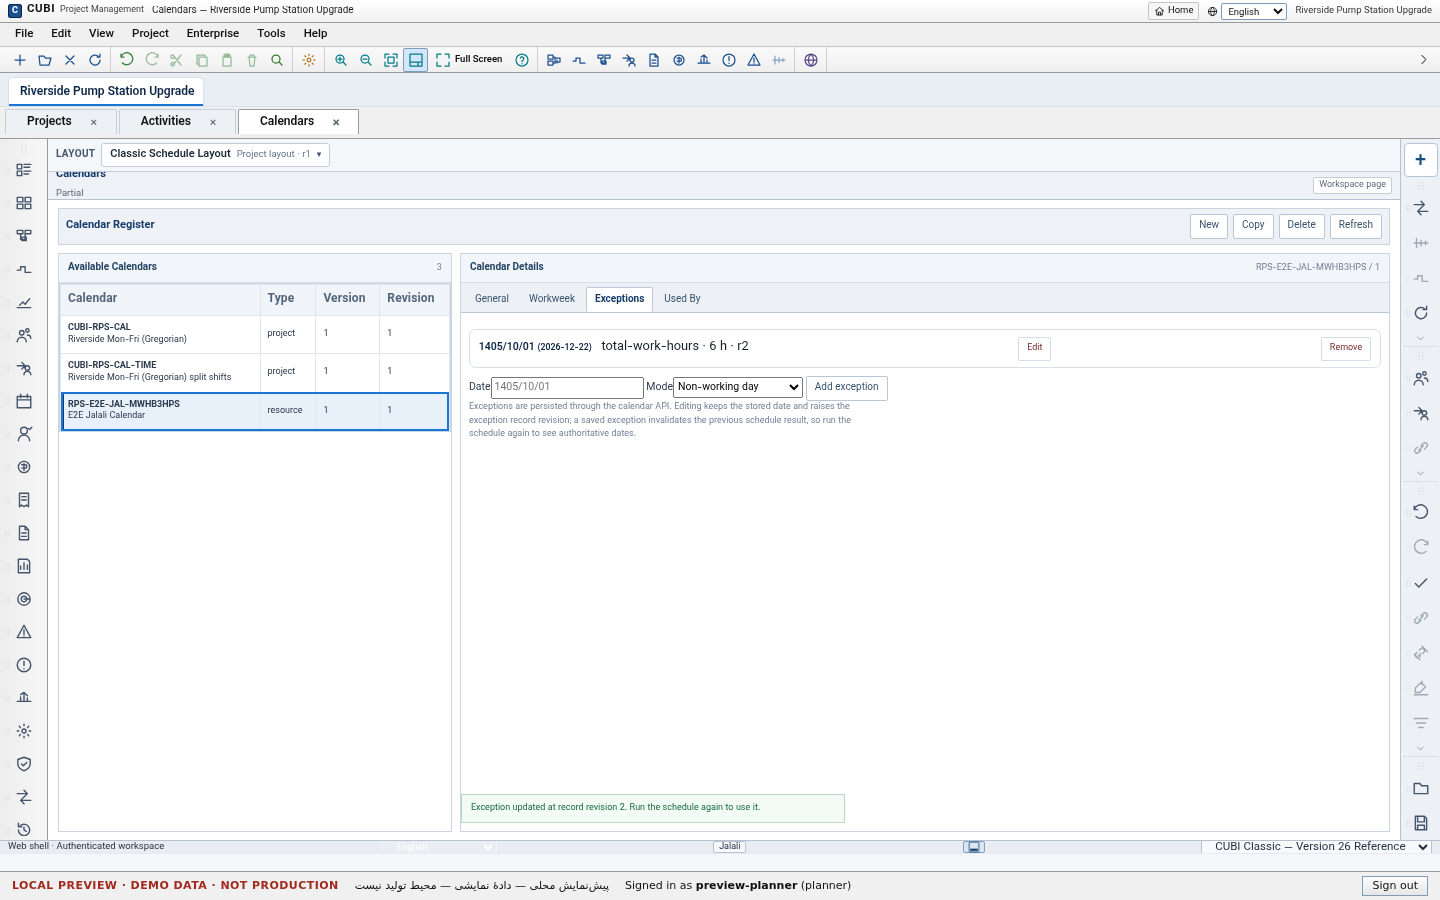 CUBI Project Management Calendars — Riverside Pump Station Upgrade Home English Riverside Pump Station Upgrade
File Edit View Project Enterprise Tools Help
Full Screen
Riverside Pump Station Upgrade
Projects × Activities × Calendars ×
LAYOUT Classic Schedule Layout Project layout · r1
Calendars
Partial
Workspace page
Calendar Register New Copy Delete Refresh
Available Calendars 3
Calendar Type Version Revision
CUBI-RPS-CAL
Riverside Mon-Fri (Gregorian) project 1 1
CUBI-RPS-CAL-TIME
Riverside Mon-Fri (Gregorian) split shifts project 1 1
RPS-E2E-JAL-MWHB3HPS
E2E Jalali Calendar resource 1 1
Calendar Details RPS-E2E-JAL-MWHB3HPS / 1
General Workweek Exceptions Used By
1405/10/01 (2026-12-22) total-work-hours · 6 h · r2 Edit Remove
Date 1405/10/01 Mode Non-working day Add exception
Exceptions are persisted through the calendar API. Editing keeps the stored date and raises the
exception record revision; a saved exception invalidates the previous schedule result, so run the
schedule again to see authoritative dates.
Exception updated at record revision 2. Run the schedule again to use it.
Web shell · Authenticated workspace English Jalali CUBI Classic — Version 26 Reference
LOCAL PREVIEW · DEMO DATA · NOT PRODUCTION پیش‌نمایش محلی — دادهٔ نمایشی — محیط تولید نیست Signed in as preview-planner (planner) Sign out